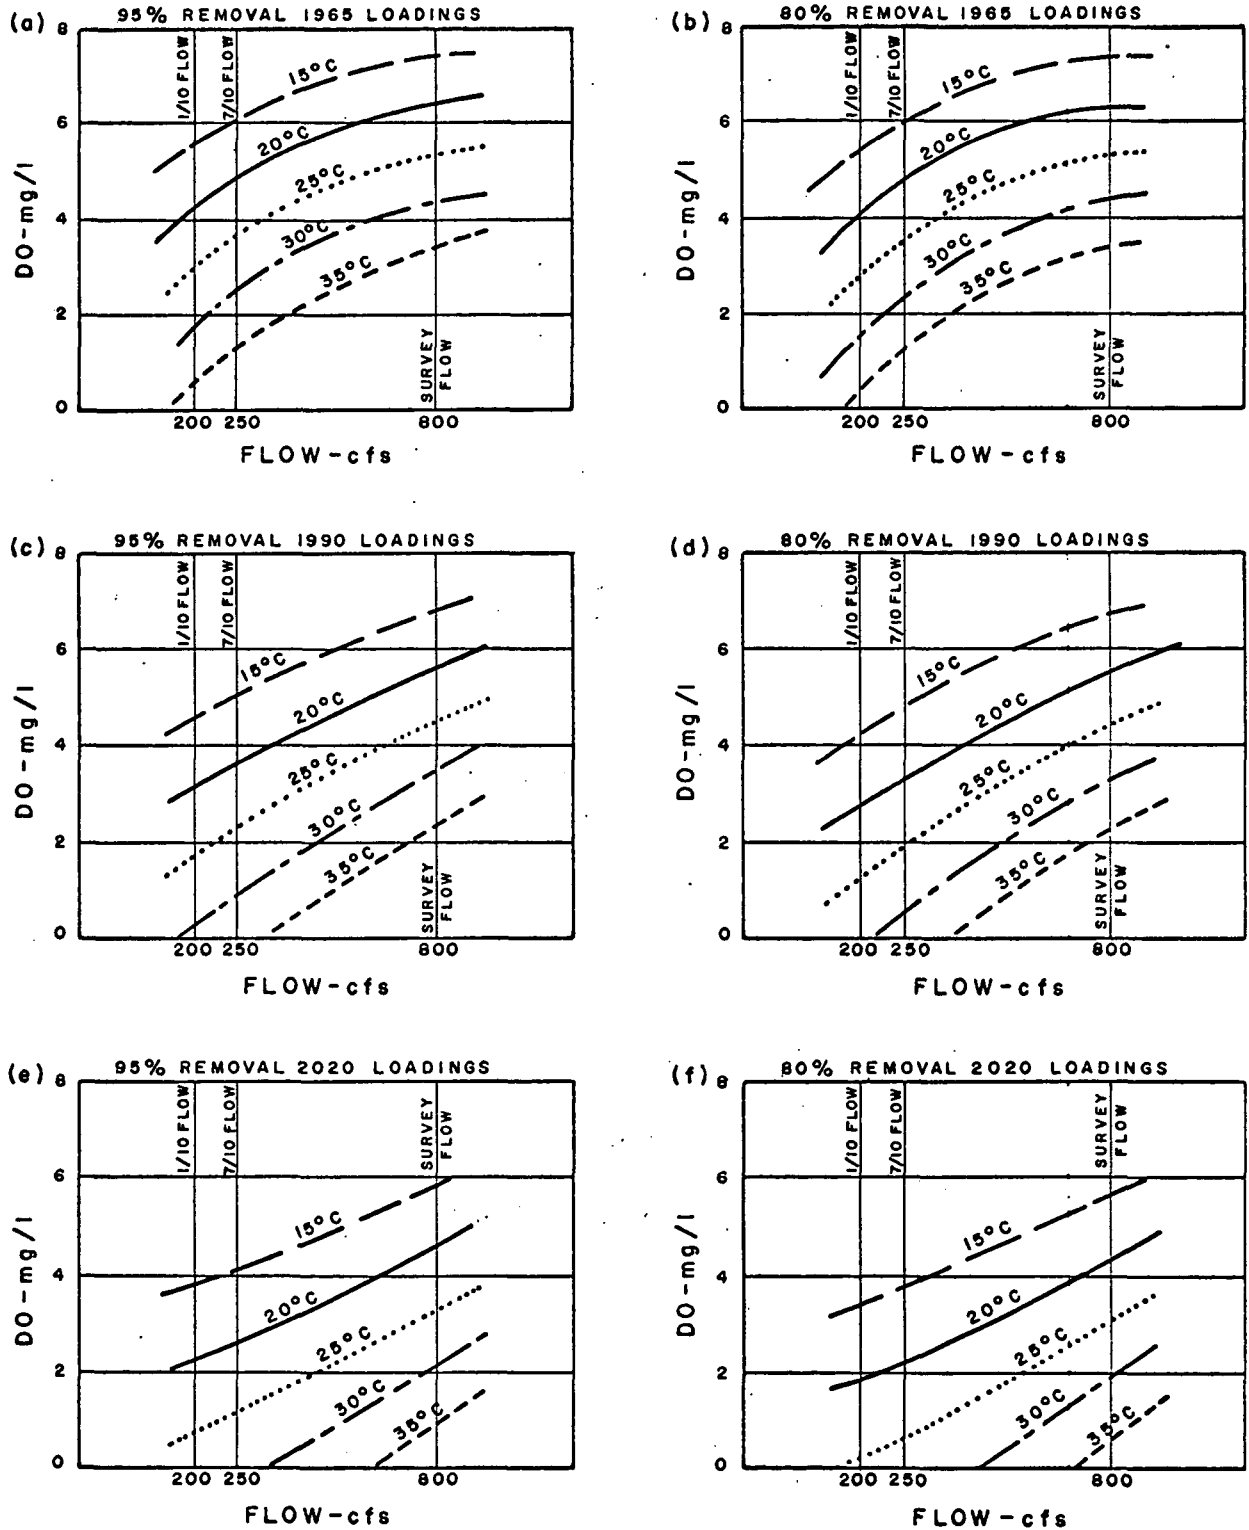 (a) 95% REMOVAL 1965 LOADINGS
8
6
4
2
0
DO-mg/l
1/10 FLOW
7/10 FLOW
15°C
20°C
25°C
30°C
35°C
SURVEY
FLOW
200 250 800
FLOW-cfs
(b) 80% REMOVAL 1965 LOADINGS
8
6
4
2
0
DO-mg/l
1/10 FLOW
7/10 FLOW
15°C
20°C
25°C
30°C
35°C
SURVEY
FLOW
200 250 800
FLOW-cfs
(c) 95% REMOVAL 1990 LOADINGS
8
6
4
2
0
DO-mg/l
1/10 FLOW
7/10 FLOW
15°C
20°C
25°C
30°C
35°C
SURVEY
FLOW
200 250 800
FLOW-cfs
(d) 80% REMOVAL 1990 LOADINGS
8
6
4
2
0
DO-mg/l
1/10 FLOW
7/10 FLOW
15°C
20°C
25°C
30°C
35°C
SURVEY
FLOW
200 250 800
FLOW-cfs
(e) 95% REMOVAL 2020 LOADINGS
8
6
4
2
0
DO-mg/l
1/10 FLOW
7/10 FLOW
SURVEY
FLOW
15°C
20°C
25°C
30°C
35°C
200 250 800
FLOW-cfs
(f) 80% REMOVAL 2020 LOADINGS
8
6
4
2
0
DO-mg/l
1/10 FLOW
7/10 FLOW
SURVEY
FLOW
15°C
20°C
25°C
30°C
35°C
200 250 800
FLOW-cfs